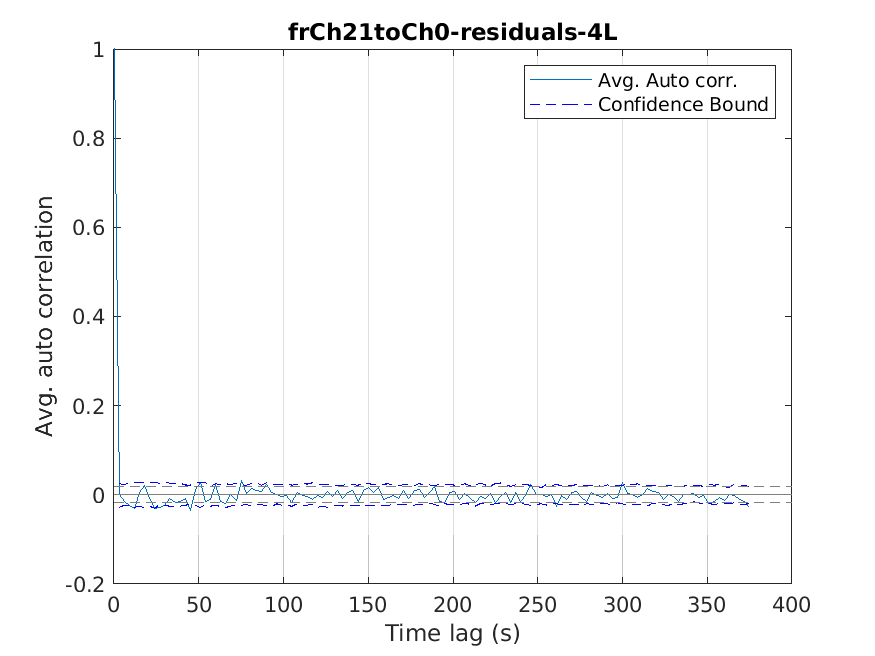 frCh21toCh0-residuals-4L
Avg. Auto corr.
Confidence Bound
Avg. auto correlation
1
0.8
0.6
0.4
0.2
0
-0.2
0 50 100 150 200 250 300 350 400
Time lag (s)